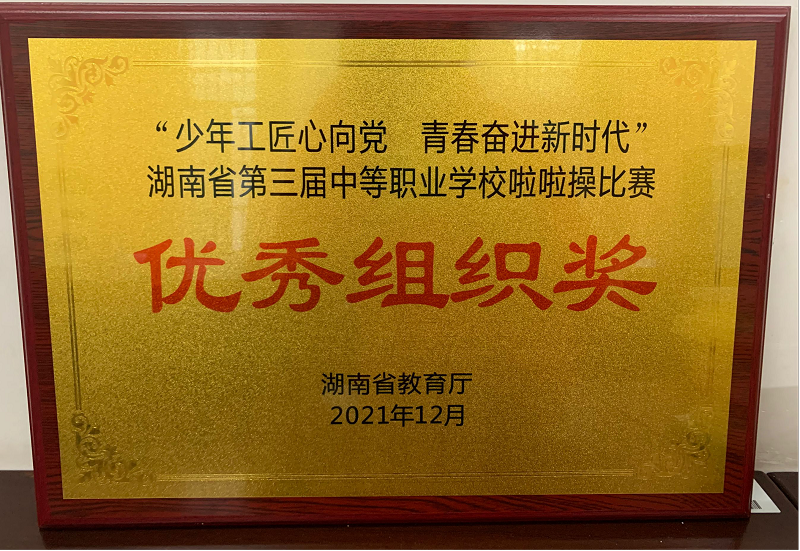 “少年工匠心向党　青春奋进新时代”
湖南省第三届中等职业学校啦啦操比赛
优秀组织奖
湖南省教育厅
2021年12月